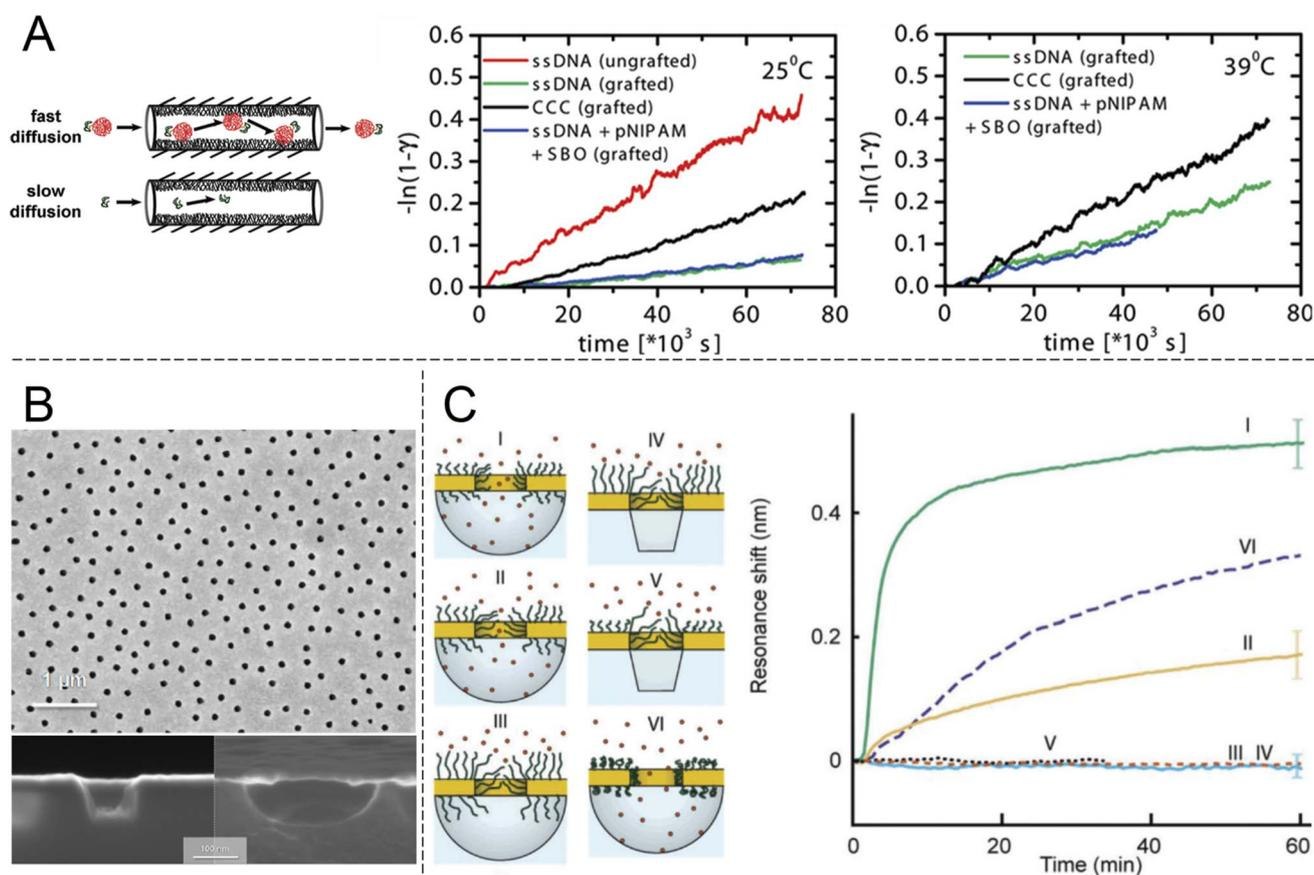 A
fast
diffusion
slow
diffusion
0.6
0.5
0.4
0.3
0.2
0.1
0.0
-ln(1-γ)
ssDNA (ungrafted)
ssDNA (grafted)
CCC (grafted)
ssDNA + pNIPAM
+ SBO (grafted)
25⁰C
0 20 40 60 80
time [*10³ s]
0.6
0.5
0.4
0.3
0.2
0.1
0.0
-ln(1-γ)
ssDNA (grafted)
CCC (grafted)
ssDNA + pNIPAM
+ SBO (grafted)
39⁰C
0 20 40 60 80
time [*10³ s]
B
1 μm
100 nm
C
I
IV
II
V
III
VI
Resonance shift (nm)
0.4
0.2
0
I
VI
II
V
III IV
0 20 40 60
Time (min)